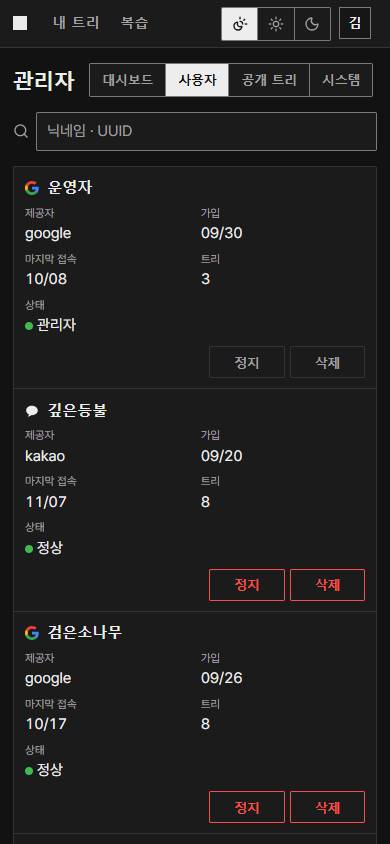 내 트리 복습 김
관리자 대시보드 사용자 공개 트리 시스템
닉네임 · UUID
운영자
제공자 가입
google 09/30
마지막 접속 트리
10/08 3
상태
관리자
정지 삭제
깊은등불
제공자 가입
kakao 09/20
마지막 접속 트리
11/07 8
상태
정상
정지 삭제
검은소나무
제공자 가입
google 09/26
마지막 접속 트리
10/17 8
상태
정상
정지 삭제